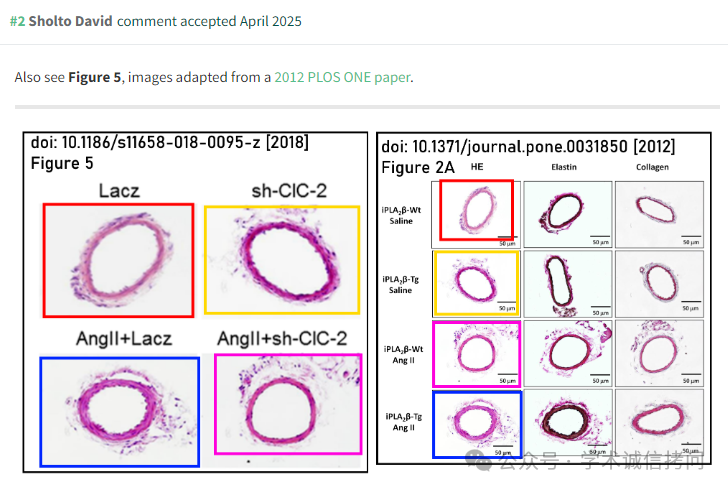 #2 Sholto David comment accepted April 2025
Also see Figure 5, images adapted from a 2012 PLOS ONE paper.
doi: 10.1186/s11658-018-0095-z [2018]
Figure 5
Lacz
sh-ClC-2
AngII+Lacz
AngII+sh-ClC-2
doi: 10.1371/journal.pone.0031850 [2012]
Figure 2A
HE
Elastin
Collagen
iPLA₂β-Wt
Saline
50 µm
50 µm
50 µm
iPLA₂β-Tg
Saline
50 µm
50 µm
50 µm
iPLA₂β-Wt
Ang II
50 µm
50 µm
50 µm
iPLA₂β-Tg
Ang II
50 µm
50 µm
50 µm
公众号 · 学术诚信拷问